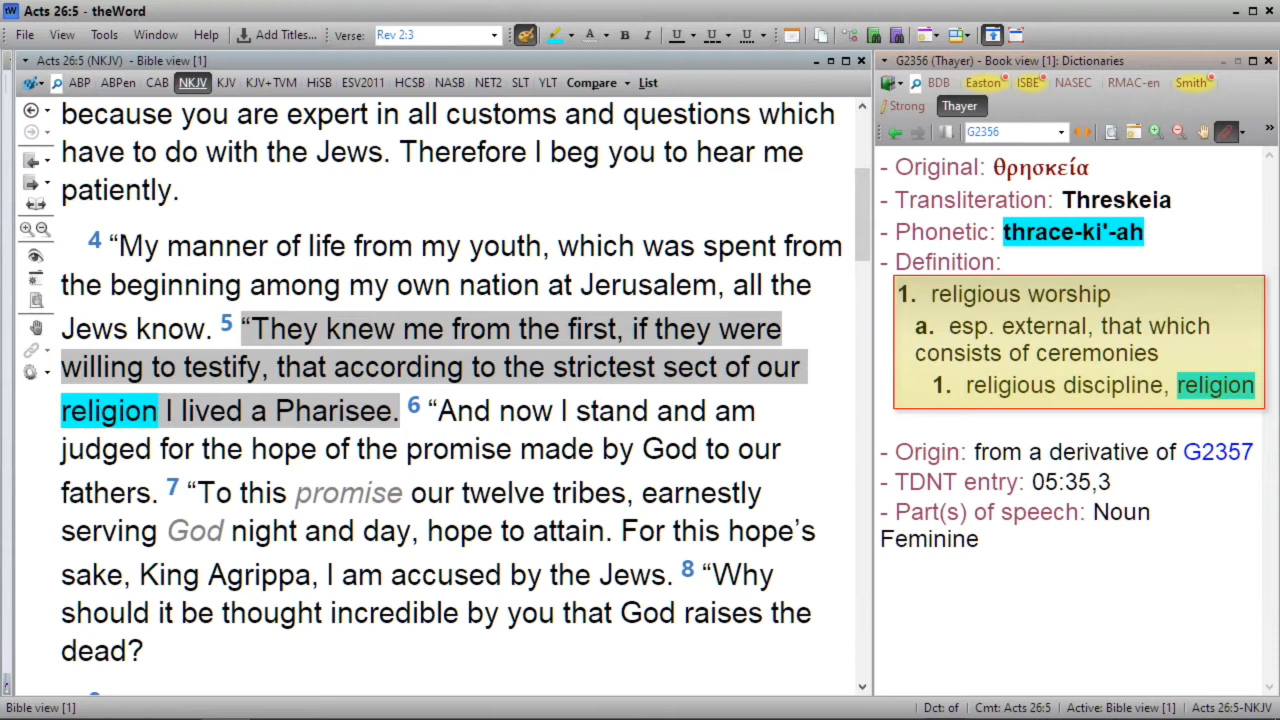 tW Acts 26:5 - theWord
File View Tools Window Help Add Titl... Verse: Rev 2:3 B I U U U
Acts 26:5 (NKJV) - Bible view [1]
ABP ABPen CAB NKJV KJV KJV+TVM HiSB ESV2011 HCSB NASB NET2 SLT YLT Compare List
because you are expert in all customs and questions which
have to do with the Jews. Therefore I beg you to hear me
patiently.
4 “My manner of life from my youth, which was spent from
the beginning among my own nation at Jerusalem, all the
Jews know. 5 “They knew me from the first, if they were
willing to testify, that according to the strictest sect of our
religion I lived a Pharisee. 6 “And now I stand and am
judged for the hope of the promise made by God to our
fathers. 7 “To this promise our twelve tribes, earnestly
serving God night and day, hope to attain. For this hope’s
sake, King Agrippa, I am accused by the Jews. 8 “Why
should it be thought incredible by you that God raises the
dead?
G2356 (Thayer) - Book view [1]: Dictionaries
BDB Easton ISBE NASEC RMAC-en Smith
Strong Thayer
G2356
- Original: θρησκεία
- Transliteration: Threskeia
- Phonetic: thrace-ki'-ah
- Definition:
1. religious worship
a. esp. external, that which
consists of ceremonies
1. religious discipline, religion
- Origin: from a derivative of G2357
- TDNT entry: 05:35,3
- Part(s) of speech: Noun
Feminine
Bible view [1] Dct: of Cmt: Acts 26:5 Active: Bible view [1] Acts 26:5-NKJV